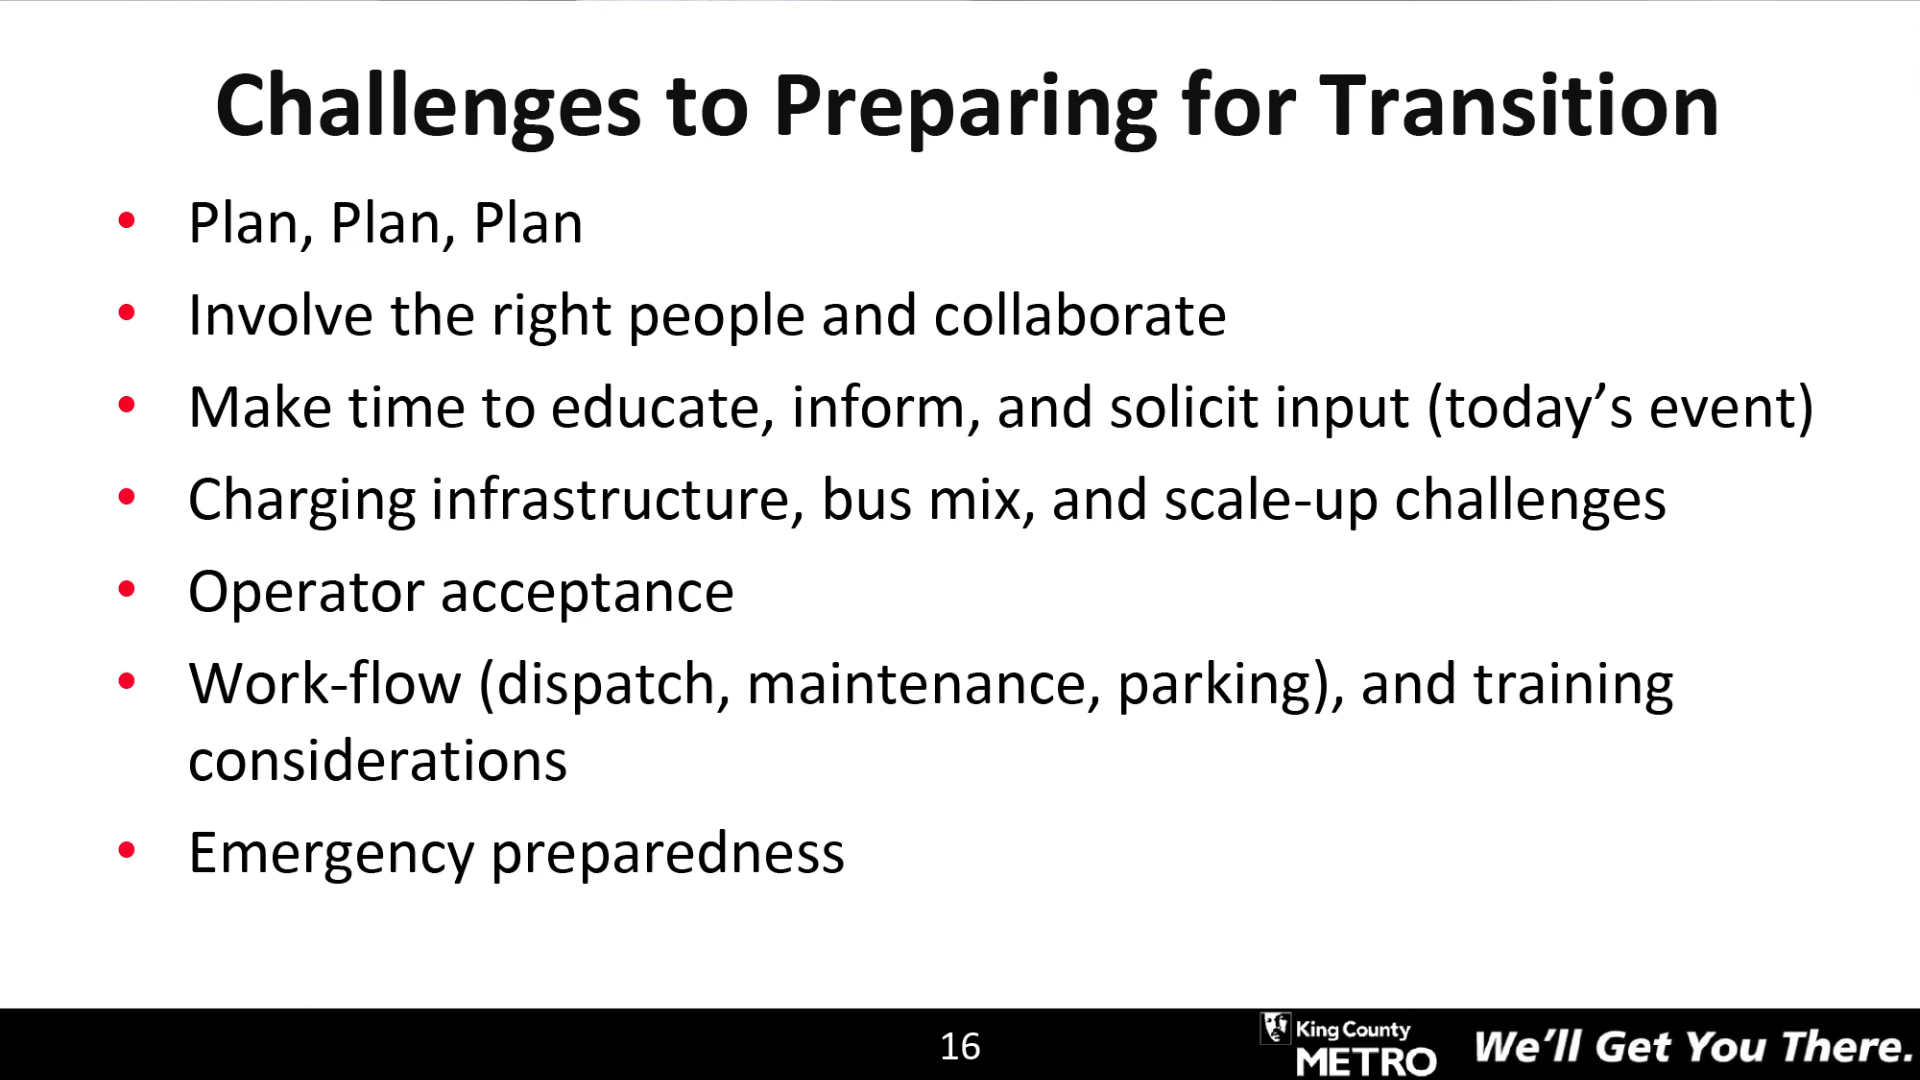 Challenges to Preparing for Transition
• Plan, Plan, Plan
• Involve the right people and collaborate
• Make time to educate, inform, and solicit input (today’s event)
• Charging infrastructure, bus mix, and scale-up challenges
• Operator acceptance
• Work-flow (dispatch, maintenance, parking), and training
considerations
• Emergency preparedness
16
King County
METRO
We’ll Get You There.